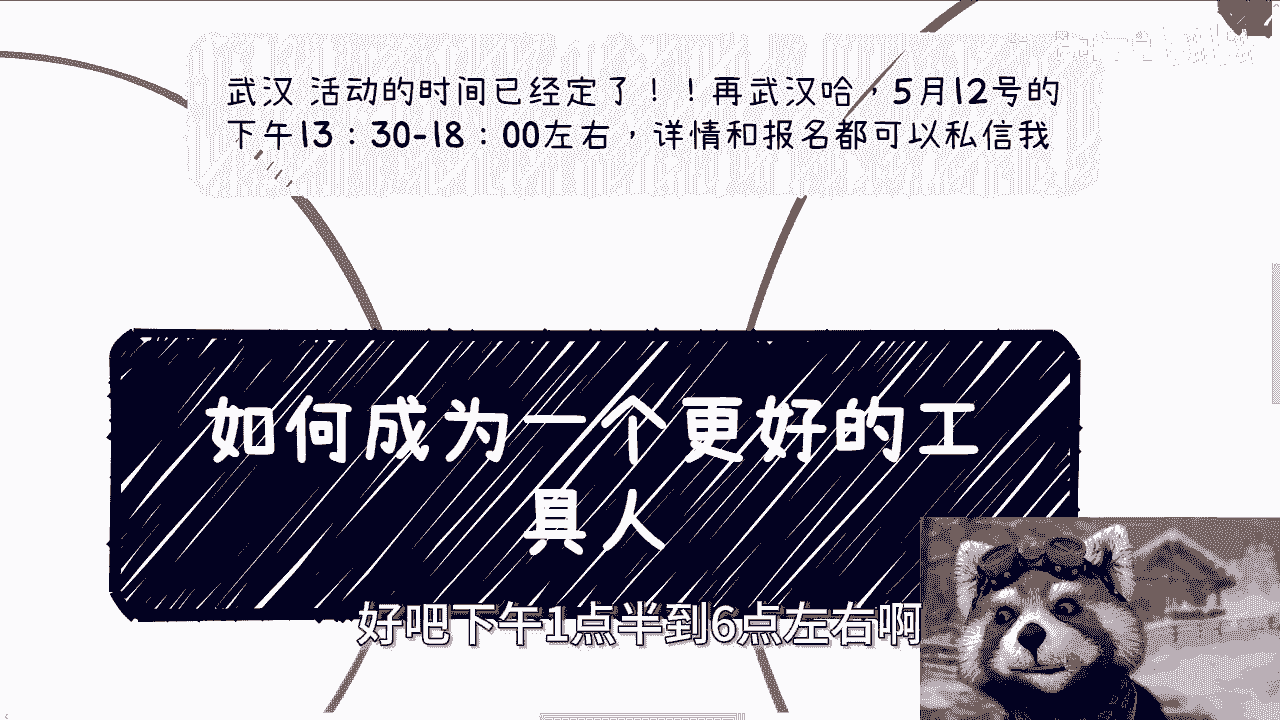 武汉 活动的时间已经定了！！再武汉哈，5月12号的
下午13：30-18：00左右，详情和报名都可以私信我
如何成为一个更好的工
具人
好吧下午1点半到6点左右啊